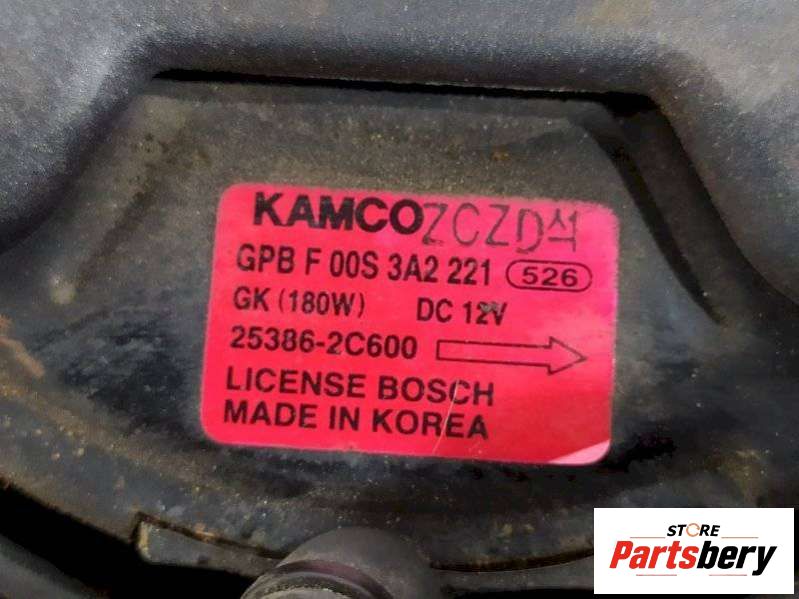 KAMCO ZCZD
GPB F 00S 3A2 221 526
GK (180W) DC 12V
25386-2C600
LICENSE BOSCH
MADE IN KOREA
STORE
Partsbery